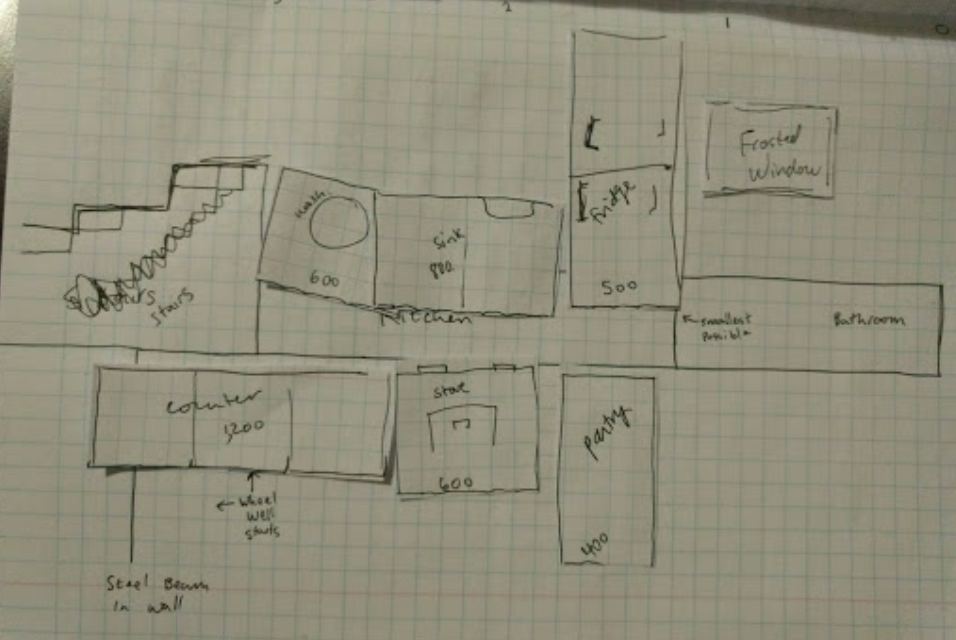 2
1
0
Frosted
Window
wash.
Fridge
Sink
800
600
500
Stairs
Kitchen
← smallest
Possible
Bathroom
Stove
Counter
1200
pantry
600
400
← Wheel
Well
starts
Steel Beam
In wall